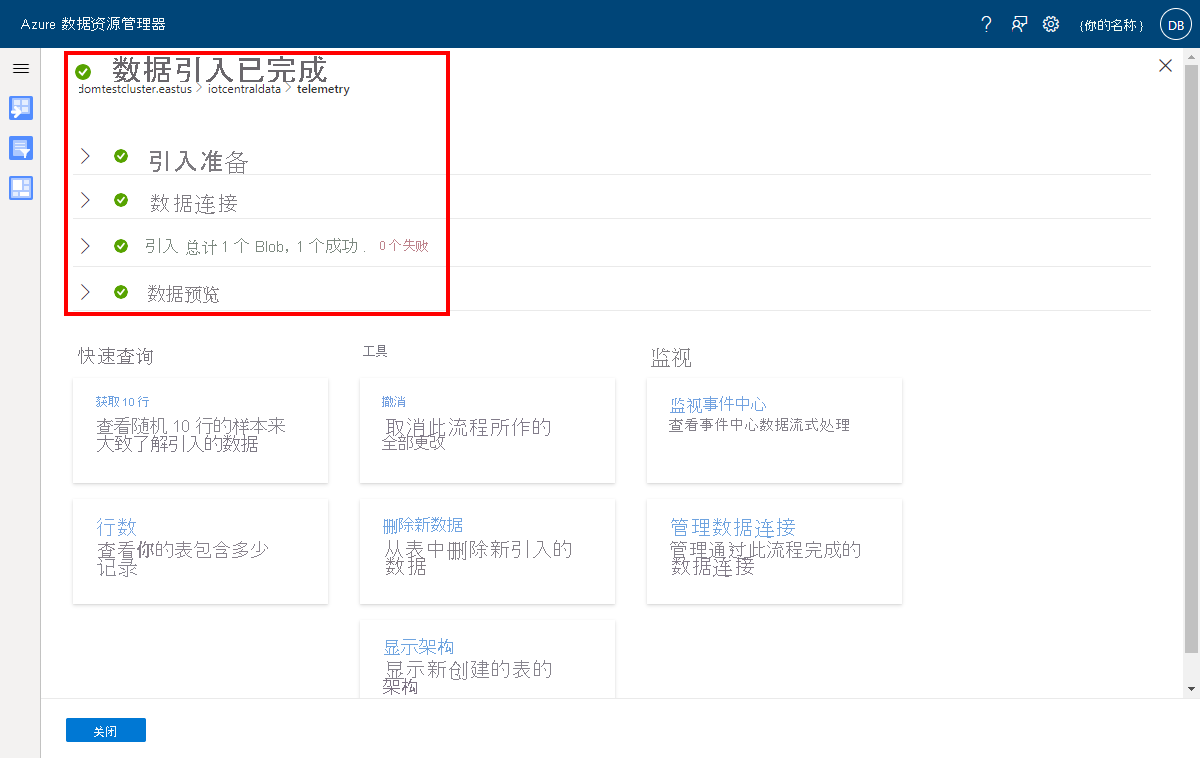 Azure 数据资源管理器
? {你的名称} DB
数据引入已完成
domtestcluster.eastus > iotcentraldata > telemetry
引入准备
数据连接
引入 总计 1 个 Blob，1 个成功 . 0 个失败
数据预览
快速查询
获取 10 行
查看随机 10 行的样本来
大致了解引入的数据
行数
查看你的表包含多少
记录
工具
撤消
取消此流程所作的
全部更改
删除新数据
从表中删除新引入的
数据
显示架构
显示新创建的表的
架构
监视
监视事件中心
查看事件中心数据流式处理
管理数据连接
管理通过此流程完成的
数据连接
关闭